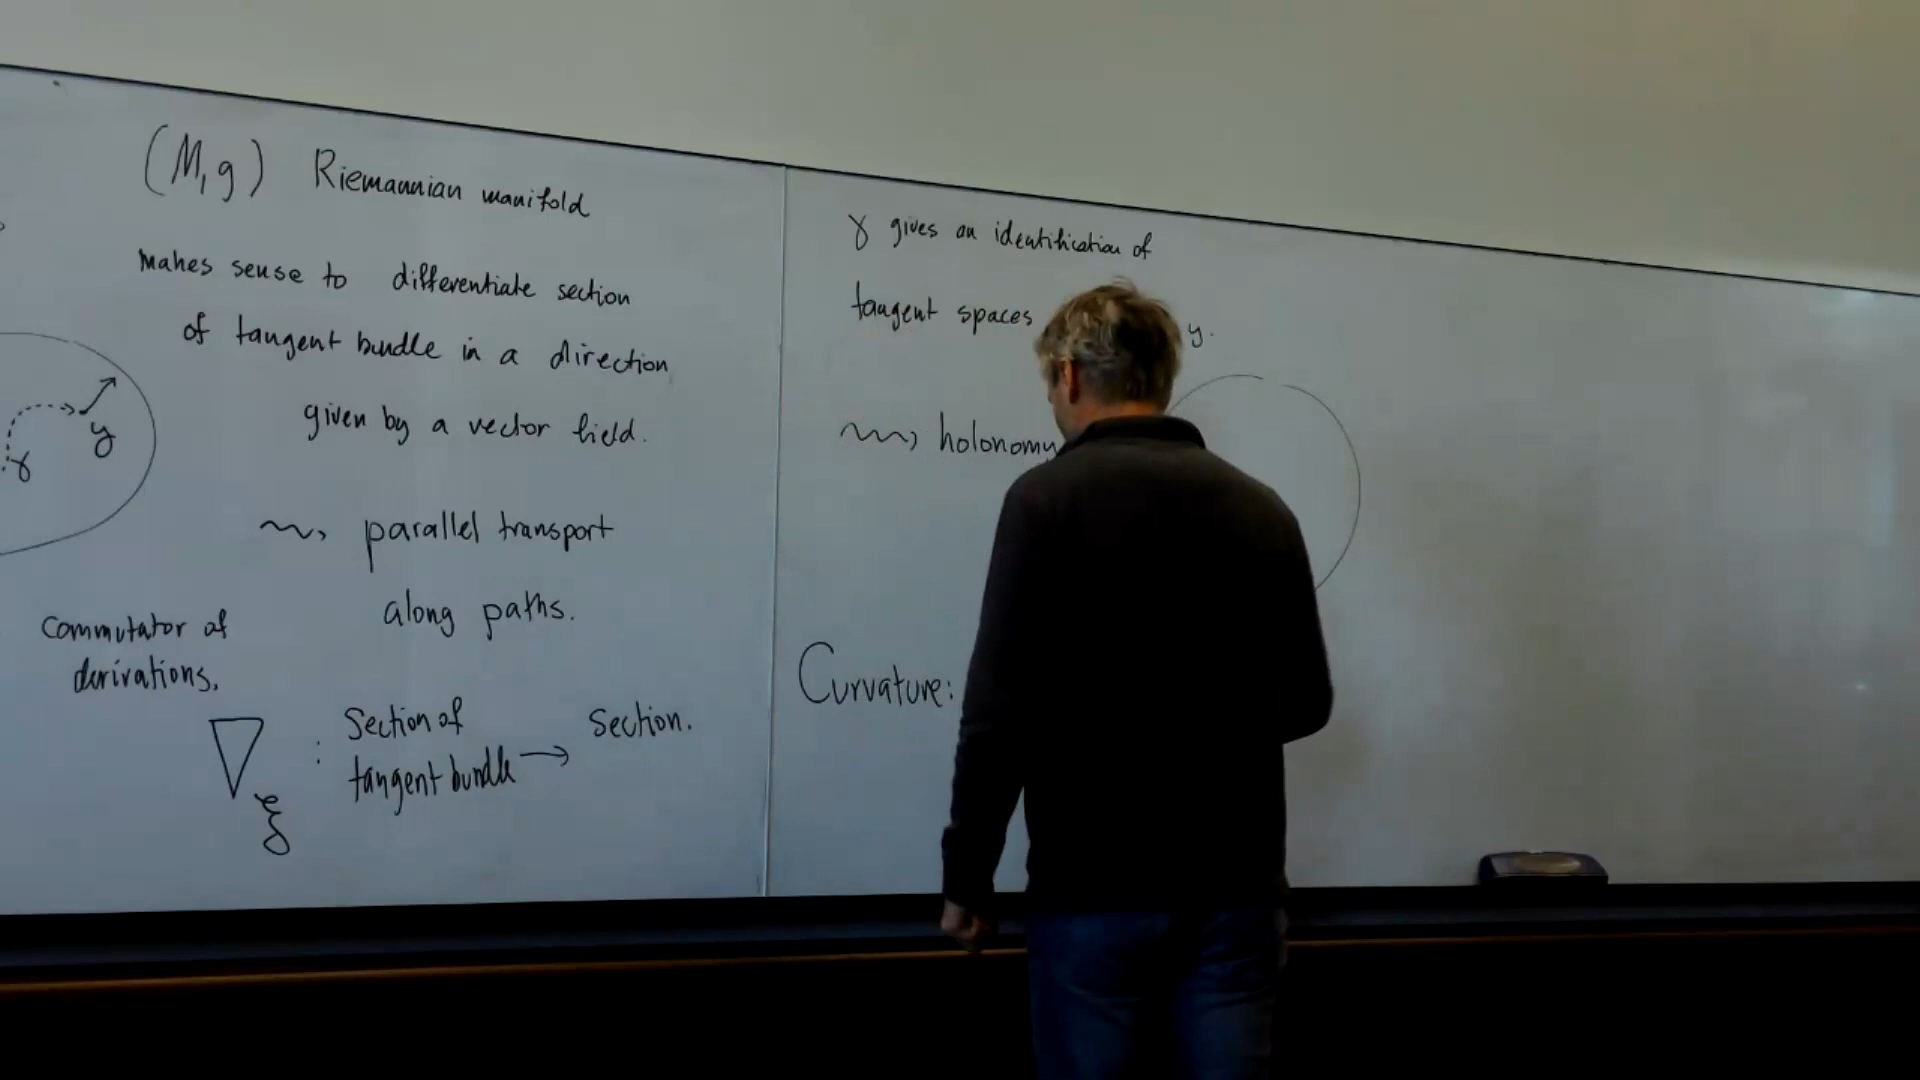 (M, g) Riemannian manifold
makes sense to differentiate section
of tangent bundle in a direction
given by a vector field.
⇝ parallel transport
along paths.
y
γ
Commutator of
derivations.
∇ξ : Section of
tangent bundle → section.
γ gives an identification of
tangent spaces y.
⇝ holonomy
Curvature: